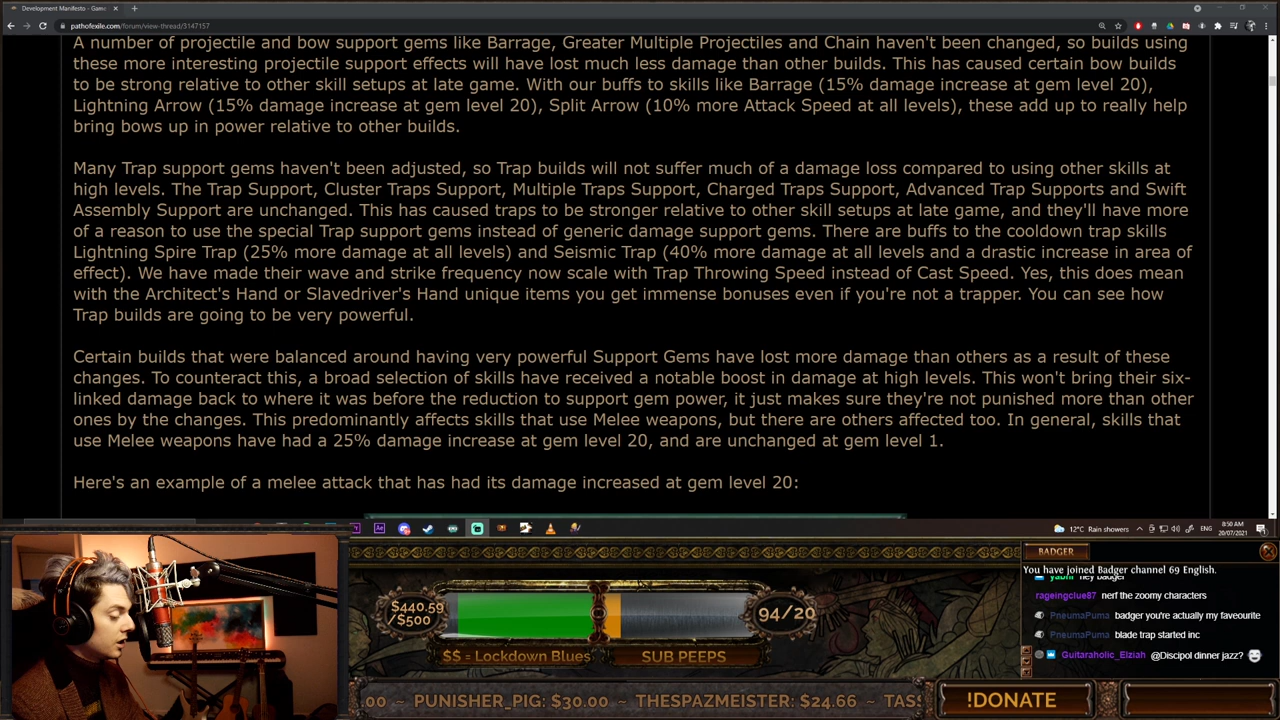 Development Manifesto - Game
pathofexile.com/forum/view-thread/3147157
A number of projectile and bow support gems like Barrage, Greater Multiple Projectiles and Chain haven't been changed, so builds using
these more interesting projectile support effects will have lost much less damage than other builds. This has caused certain bow builds
to be strong relative to other skill setups at late game. With our buffs to skills like Barrage (15% damage increase at gem level 20),
Lightning Arrow (15% damage increase at gem level 20), Split Arrow (10% more Attack Speed at all levels), these add up to really help
bring bows up in power relative to other builds.
Many Trap support gems haven't been adjusted, so Trap builds will not suffer much of a damage loss compared to using other skills at
high levels. The Trap Support, Cluster Traps Support, Multiple Traps Support, Charged Traps Support, Advanced Trap Supports and Swift
Assembly Support are unchanged. This has caused traps to be stronger relative to other skill setups at late game, and they'll have more
of a reason to use the special Trap support gems instead of generic damage support gems. There are buffs to the cooldown trap skills
Lightning Spire Trap (25% more damage at all levels) and Seismic Trap (40% more damage at all levels and a drastic increase in area of
effect). We have made their wave and strike frequency now scale with Trap Throwing Speed instead of Cast Speed. Yes, this does mean
with the Architect's Hand or Slavedriver's Hand unique items you get immense bonuses even if you're not a trapper. You can see how
Trap builds are going to be very powerful.
Certain builds that were balanced around having very powerful Support Gems have lost more damage than others as a result of these
changes. To counteract this, a broad selection of skills have received a notable boost in damage at high levels. This won't bring their six-
linked damage back to where it was before the reduction to support gem power, it just makes sure they're not punished more than other
ones by the changes. This predominantly affects skills that use Melee weapons, but there are others affected too. In general, skills that
use Melee weapons have had a 25% damage increase at gem level 20, and are unchanged at gem level 1.
Here's an example of a melee attack that has had its damage increased at gem level 20:
12°C Rain showers
ENG
8:50 AM
20/07/2021
BADGER
You have joined Badger channel 69 English.
yabhi hey badger
rageingclue87 nerf the zoomy characters
PneumaPuma badger you're actually my faveourite
PneumaPuma blade trap started inc
Guitaraholic_Elziah @Discipol dinner jazz?
$440.59
/$500
94/20
$$ = Lockdown Blues
SUB PEEPS
.00 ~ PUNISHER_PIG: $30.00 ~ THESPAZMEISTER: $24.66 ~ TAS
!DONATE